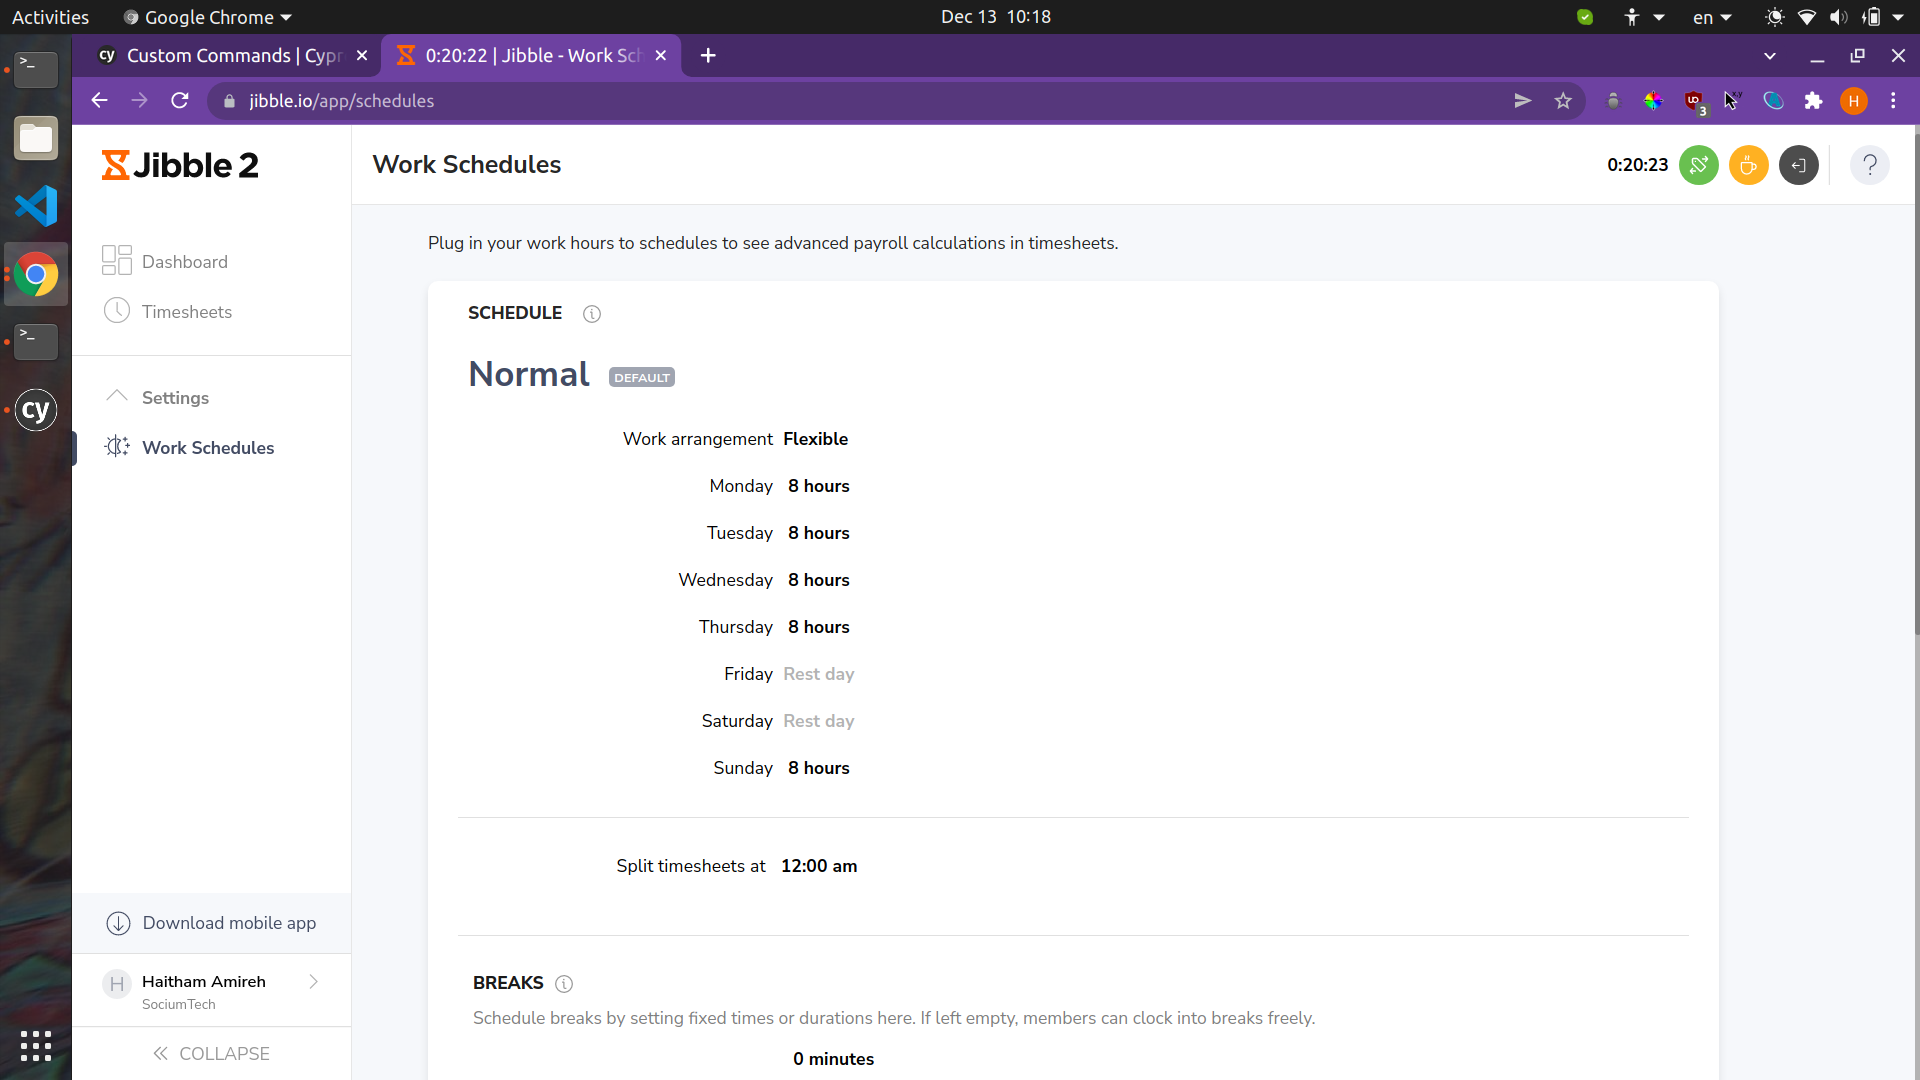 Activities
Google Chrome
Dec 13 10:18
en
cy
Custom Commands | Cypr
0:20:22 | Jibble - Work Sch
jibble.io/app/schedules
3
x,y
H
Jibble 2
Work Schedules
0:20:23
?
Dashboard
Timesheets
Settings
Work Schedules
Plug in your work hours to schedules to see advanced payroll calculations in timesheets.
SCHEDULE
Normal DEFAULT
Work arrangement Flexible
Monday 8 hours
Tuesday 8 hours
Wednesday 8 hours
Thursday 8 hours
Friday Rest day
Saturday Rest day
Sunday 8 hours
Split timesheets at 12:00 am
BREAKS
Schedule breaks by setting fixed times or durations here. If left empty, members can clock into breaks freely.
0 minutes
Download mobile app
H
Haitham Amireh
SociumTech
COLLAPSE
cy